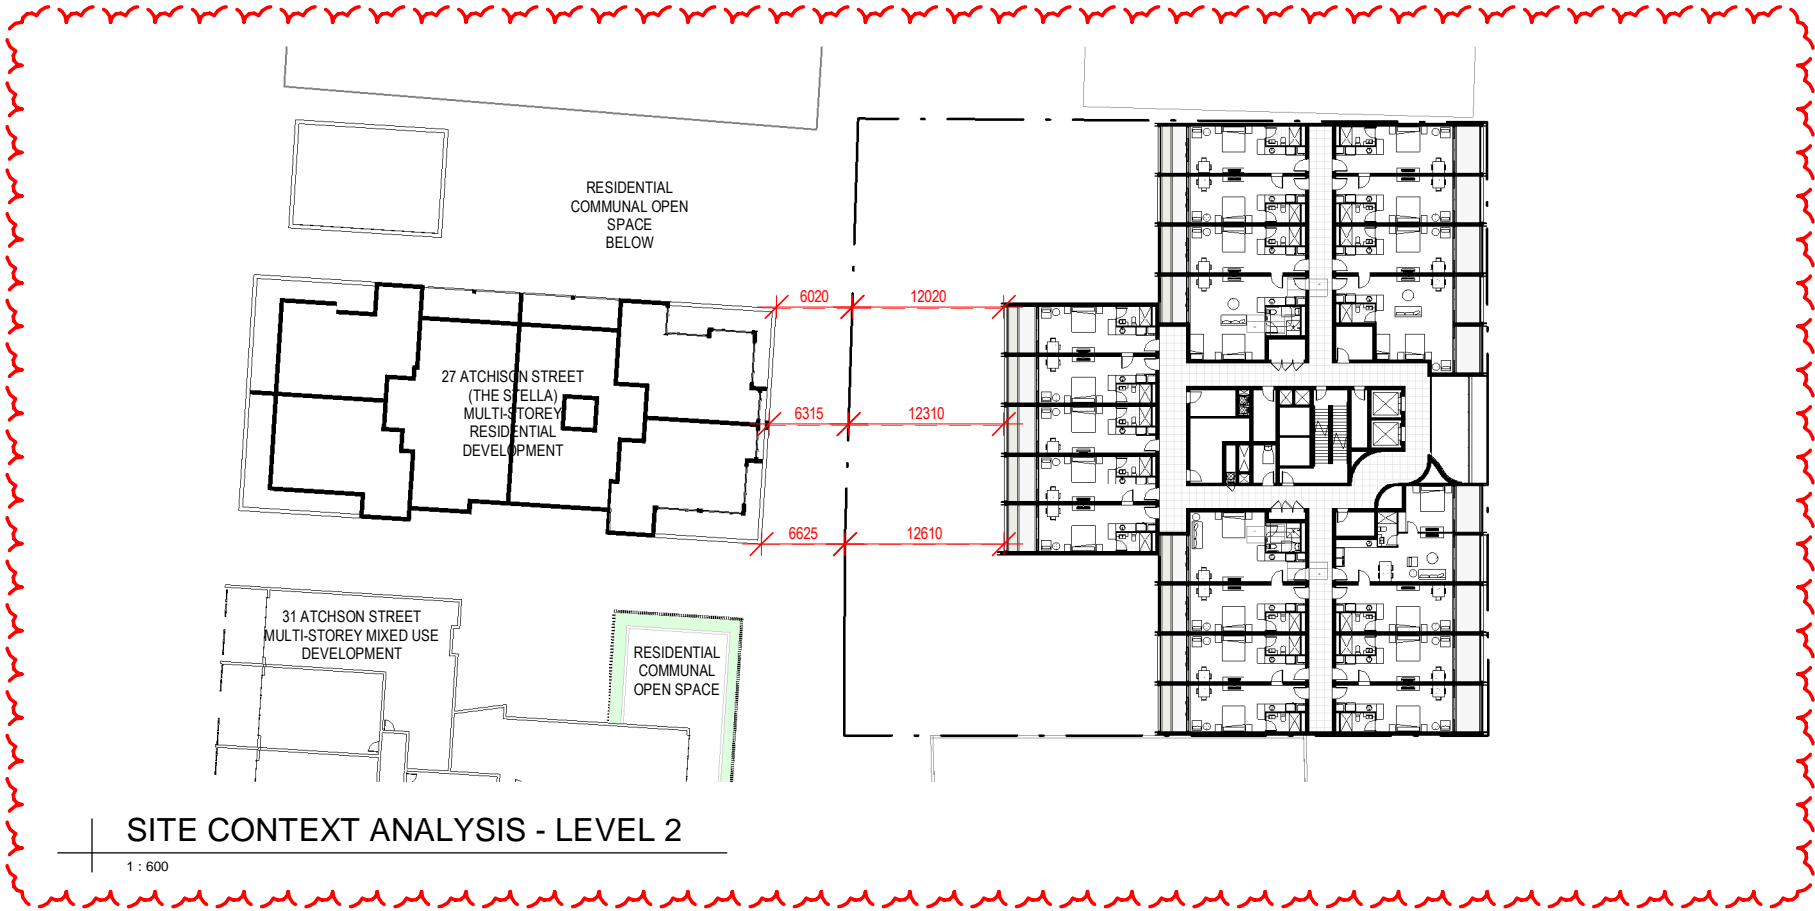 RESIDENTIAL
COMMUNAL OPEN
SPACE
BELOW
6020
12020
27 ATCHISON STREET
(THE STELLA)
MULTI-STOREY
RESIDENTIAL
DEVELOPMENT
6315
12310
6625
12610
31 ATCHSON STREET
MULTI-STOREY MIXED USE
DEVELOPMENT
RESIDENTIAL
COMMUNAL
OPEN SPACE
SITE CONTEXT ANALYSIS - LEVEL 2
1 : 600